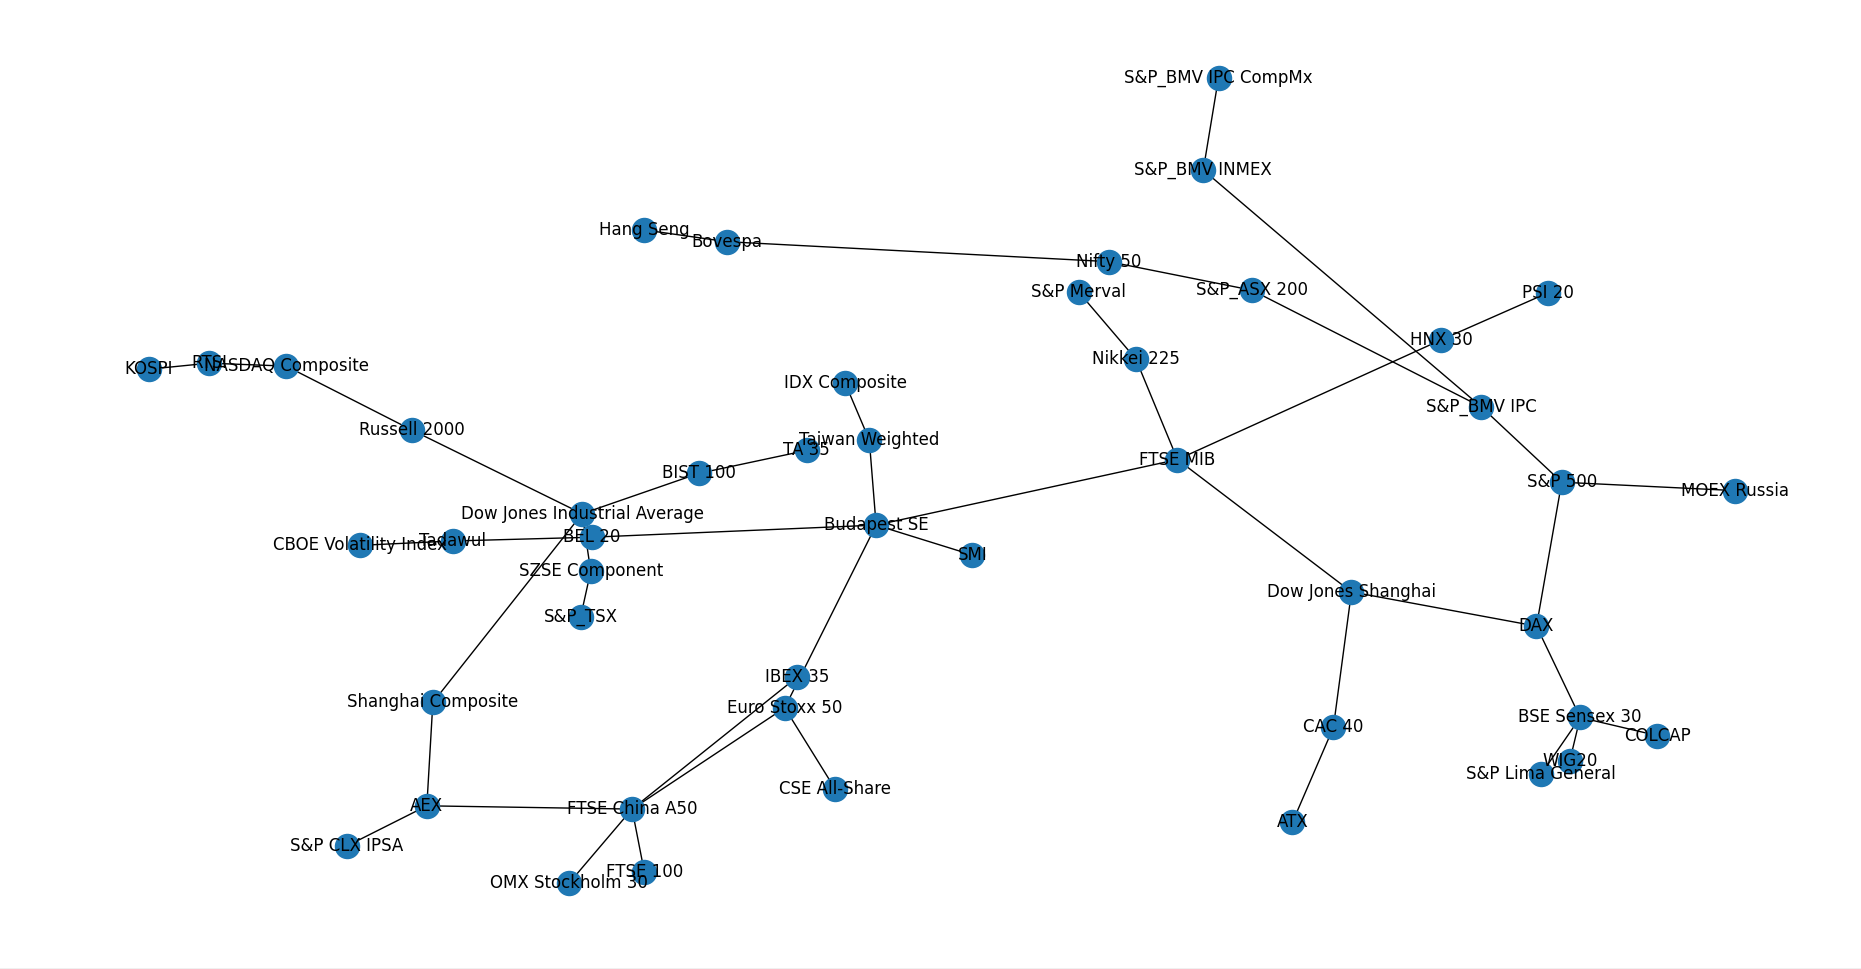 S&P_BMV IPC CompMx
S&P_BMV INMEX
Hang Seng
Bovespa
Nifty 50
S&P Merval
S&P_ASX 200
PSI 20
HNX 30
Nikkei 225
KOSPI
RTSI
NASDAQ Composite
IDX Composite
S&P_BMV IPC
Russell 2000
Taiwan Weighted
TA 35
FTSE MIB
BIST 100
S&P 500
MOEX Russia
Dow Jones Industrial Average
Budapest SE
BEL 20
CBOE Volatility Index
Tadawul
SMI
SZSE Component
Dow Jones Shanghai
S&P_TSX
DAX
IBEX 35
Shanghai Composite
Euro Stoxx 50
BSE Sensex 30
CAC 40
COLCAP
WIG20
S&P Lima General
CSE All-Share
AEX
FTSE China A50
ATX
S&P CLX IPSA
FTSE 100
OMX Stockholm 30